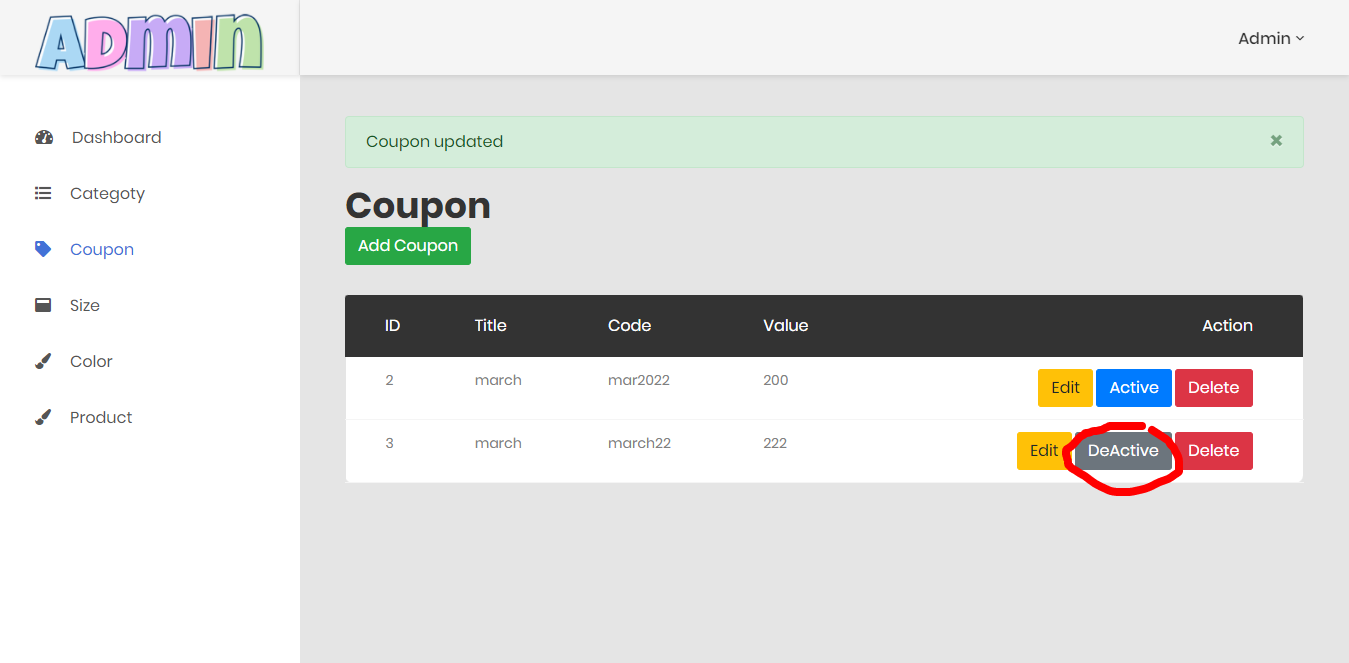 ADMIN
Admin
Dashboard
Categoty
Coupon
Size
Color
Product
Coupon updated ×
Coupon
Add Coupon
ID Title Code Value Action
2 march mar2022 200 Edit Active Delete
3 march march22 222 Edit DeActive Delete